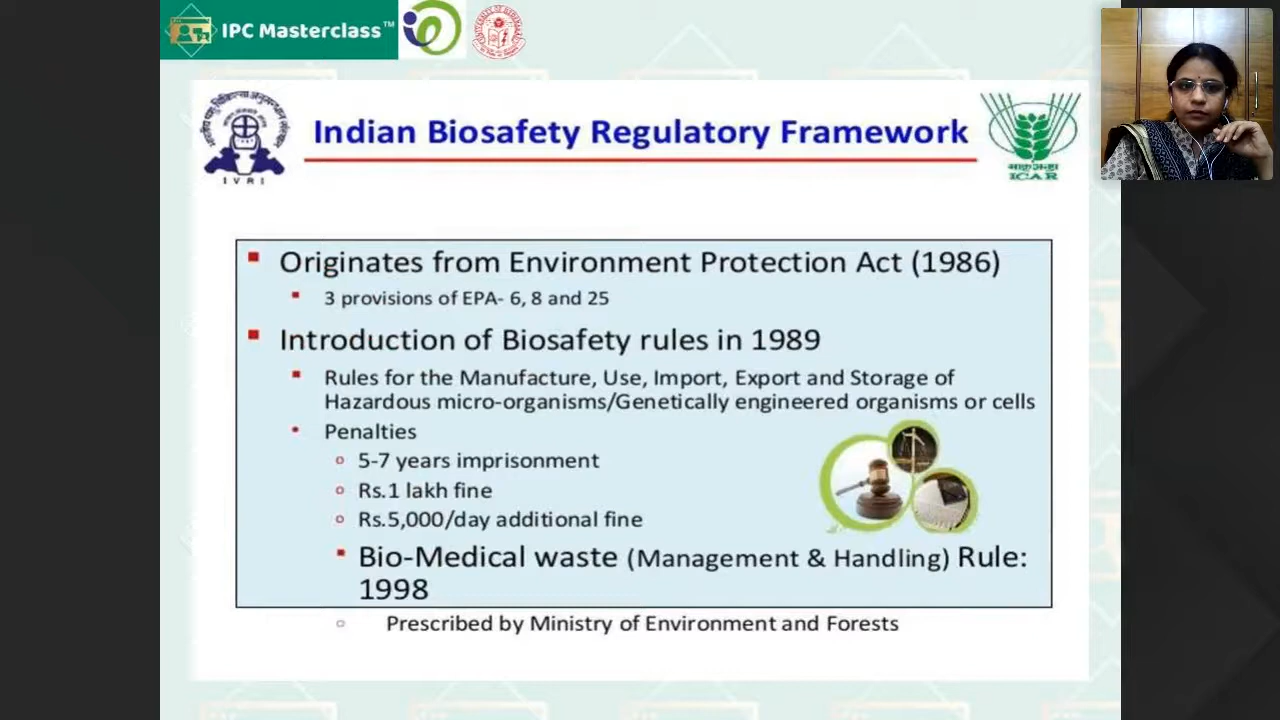 IPC Masterclass™
Indian Biosafety Regulatory Framework
IVRI
ICAR
Originates from Environment Protection Act (1986)
3 provisions of EPA- 6, 8 and 25
Introduction of Biosafety rules in 1989
Rules for the Manufacture, Use, Import, Export and Storage of
Hazardous micro-organisms/Genetically engineered organisms or cells
Penalties
5-7 years imprisonment
Rs.1 lakh fine
Rs.5,000/day additional fine
Bio-Medical waste (Management & Handling) Rule:
1998
Prescribed by Ministry of Environment and Forests